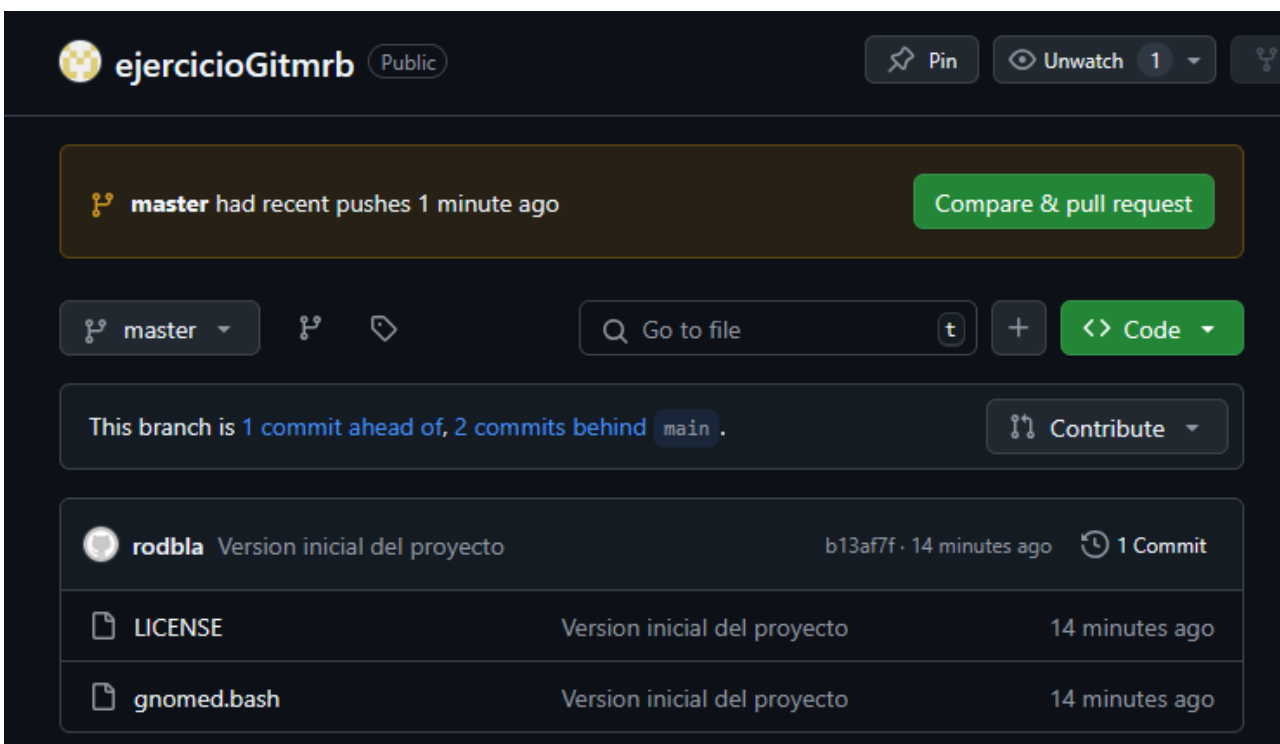 ejercicioGitmrb Public Pin Unwatch 1
master had recent pushes 1 minute ago Compare & pull request
master Go to file t Code
This branch is 1 commit ahead of, 2 commits behind main . Contribute
rodbla Version inicial del proyecto b13af7f · 14 minutes ago 1 Commit
LICENSE Version inicial del proyecto 14 minutes ago
gnomed.bash Version inicial del proyecto 14 minutes ago